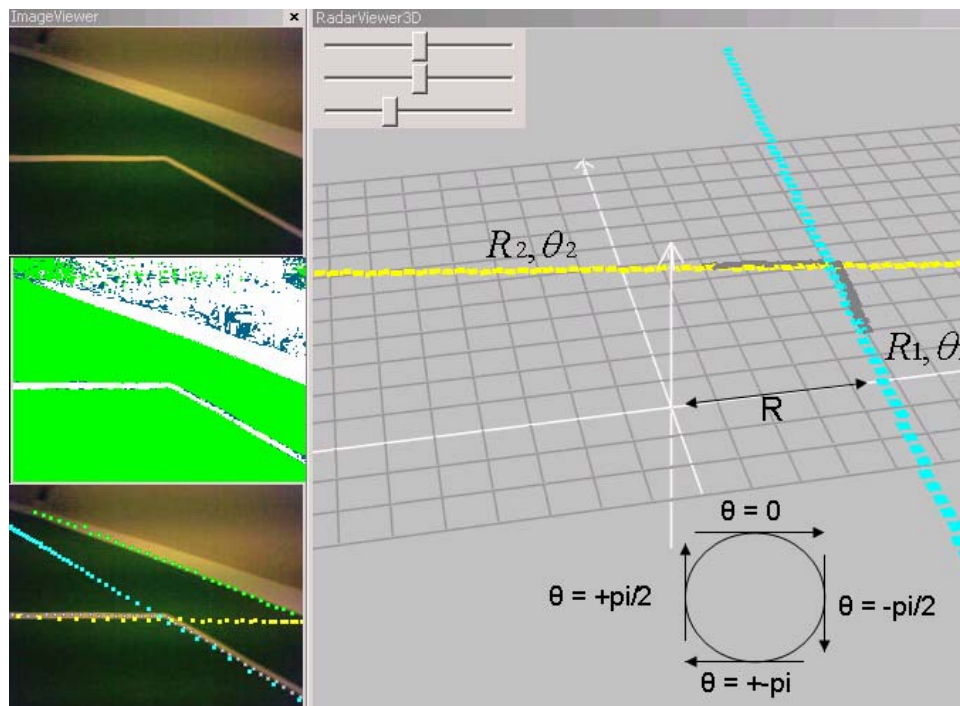 ImageViewer ×
RadarViewer3D
R2, θ2
R1, θ
R
θ = 0
θ = +pi/2
θ = -pi/2
θ = +-pi